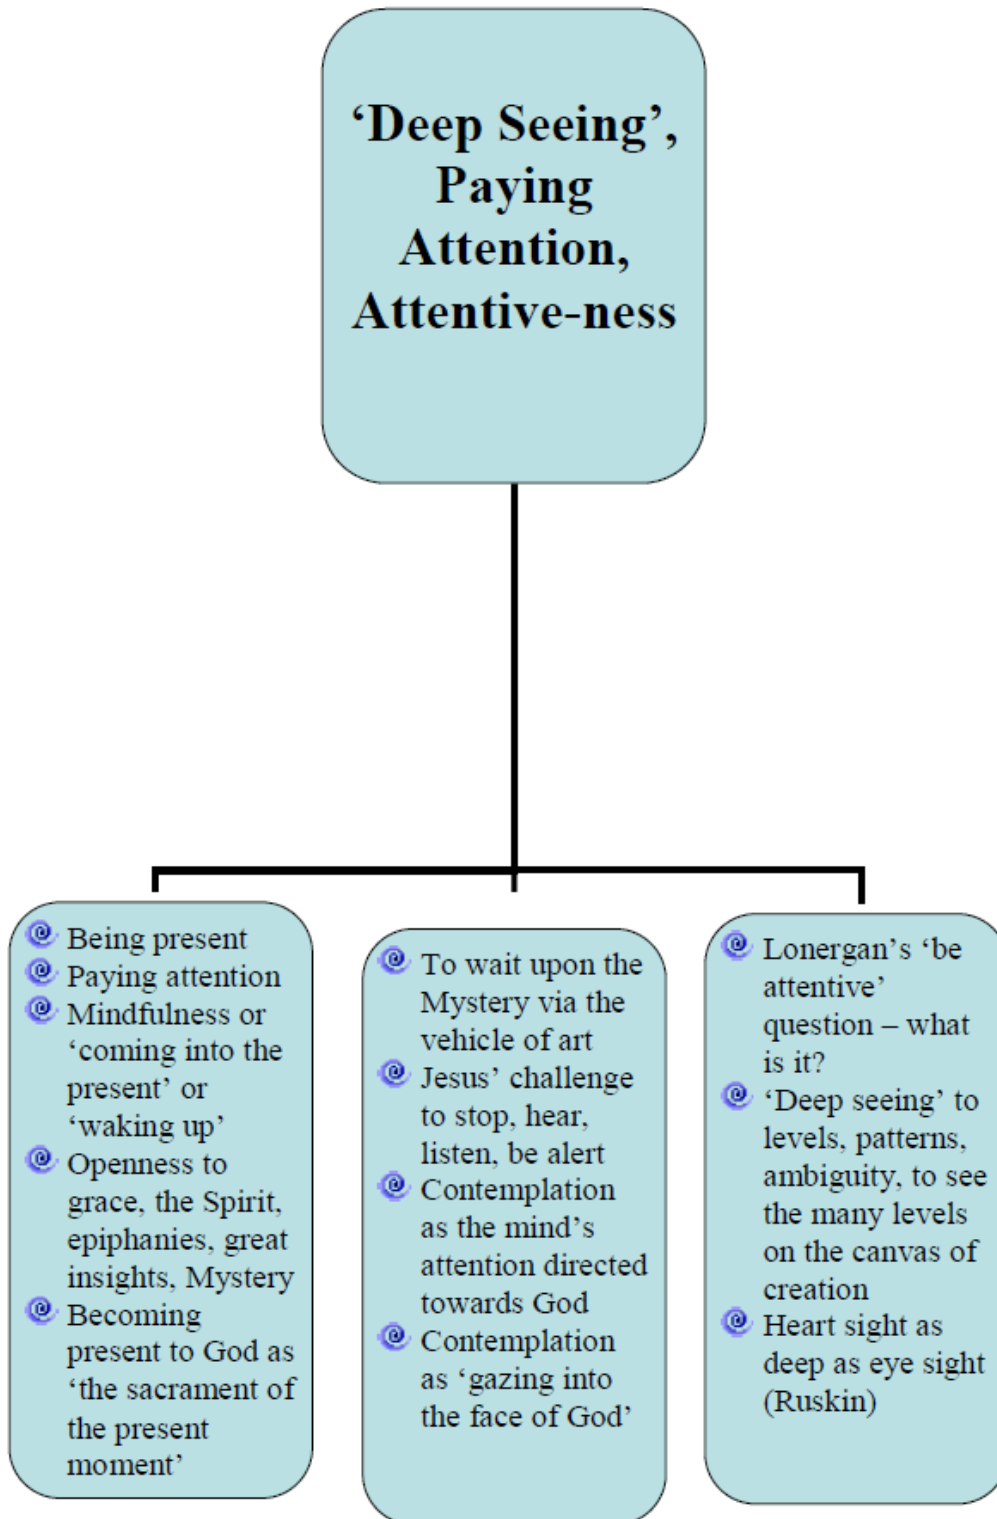 ‘Deep Seeing’,
Paying
Attention,
Attentive-ness
Being present
Paying attention
Mindfulness or
‘coming into the
present’ or
‘waking up’
Openness to
grace, the Spirit,
epiphanies, great
insights, Mystery
Becoming
present to God as
‘the sacrament of
the present
moment’
To wait upon the
Mystery via the
vehicle of art
Jesus’ challenge
to stop, hear,
listen, be alert
Contemplation
as the mind’s
attention directed
towards God
Contemplation
as ‘gazing into
the face of God’
Lonergan’s ‘be
attentive’
question – what
is it?
‘Deep seeing’ to
levels, patterns,
ambiguity, to see
the many levels
on the canvas of
creation
Heart sight as
deep as eye sight
(Ruskin)